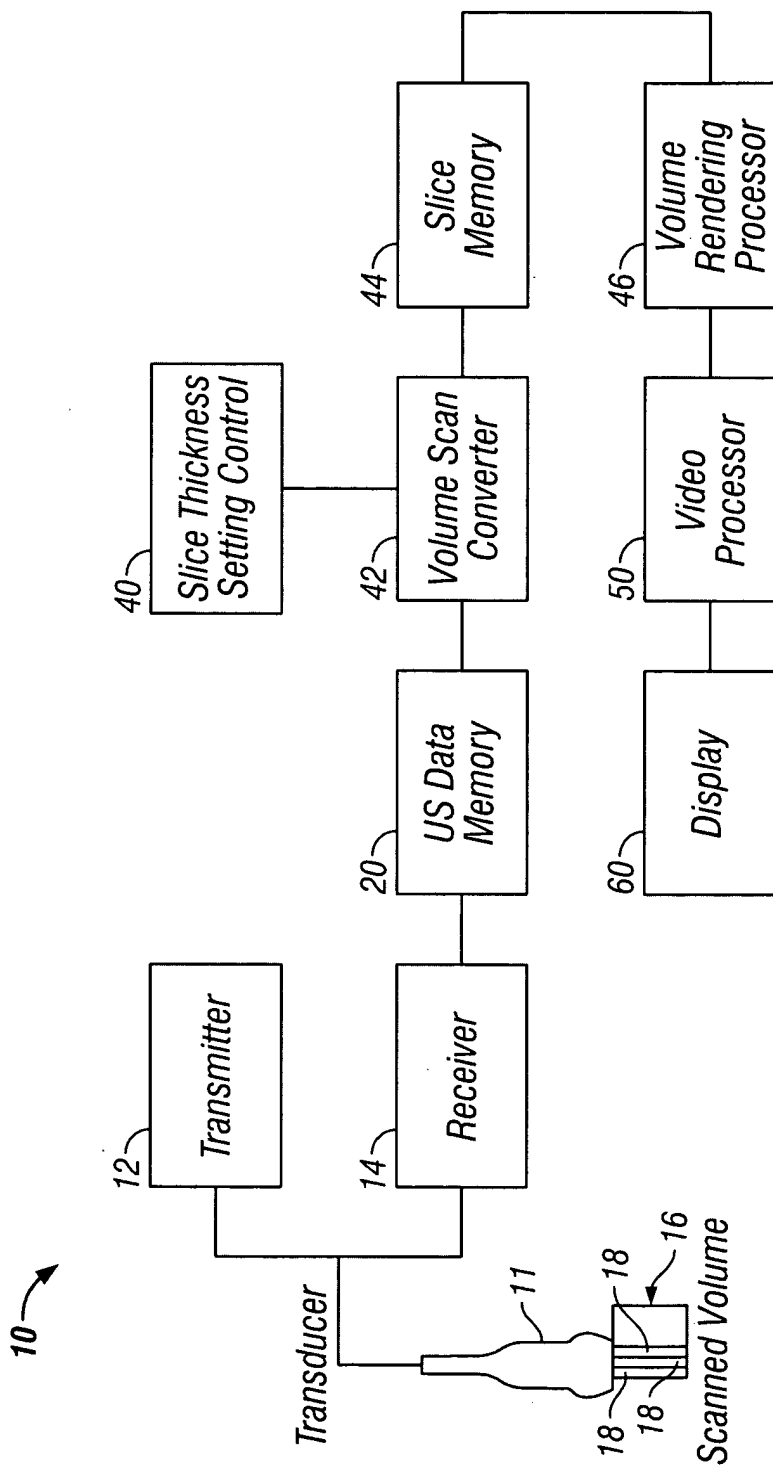 10
12
Transmitter
40
Slice Thickness
Setting Control
Transducer
11
14
Receiver
20
US Data
Memory
42
Volume Scan
Converter
44
Slice
Memory
18
16
18
18
Scanned Volume
60
Display
50
Video
Processor
46
Volume
Rendering
Processor